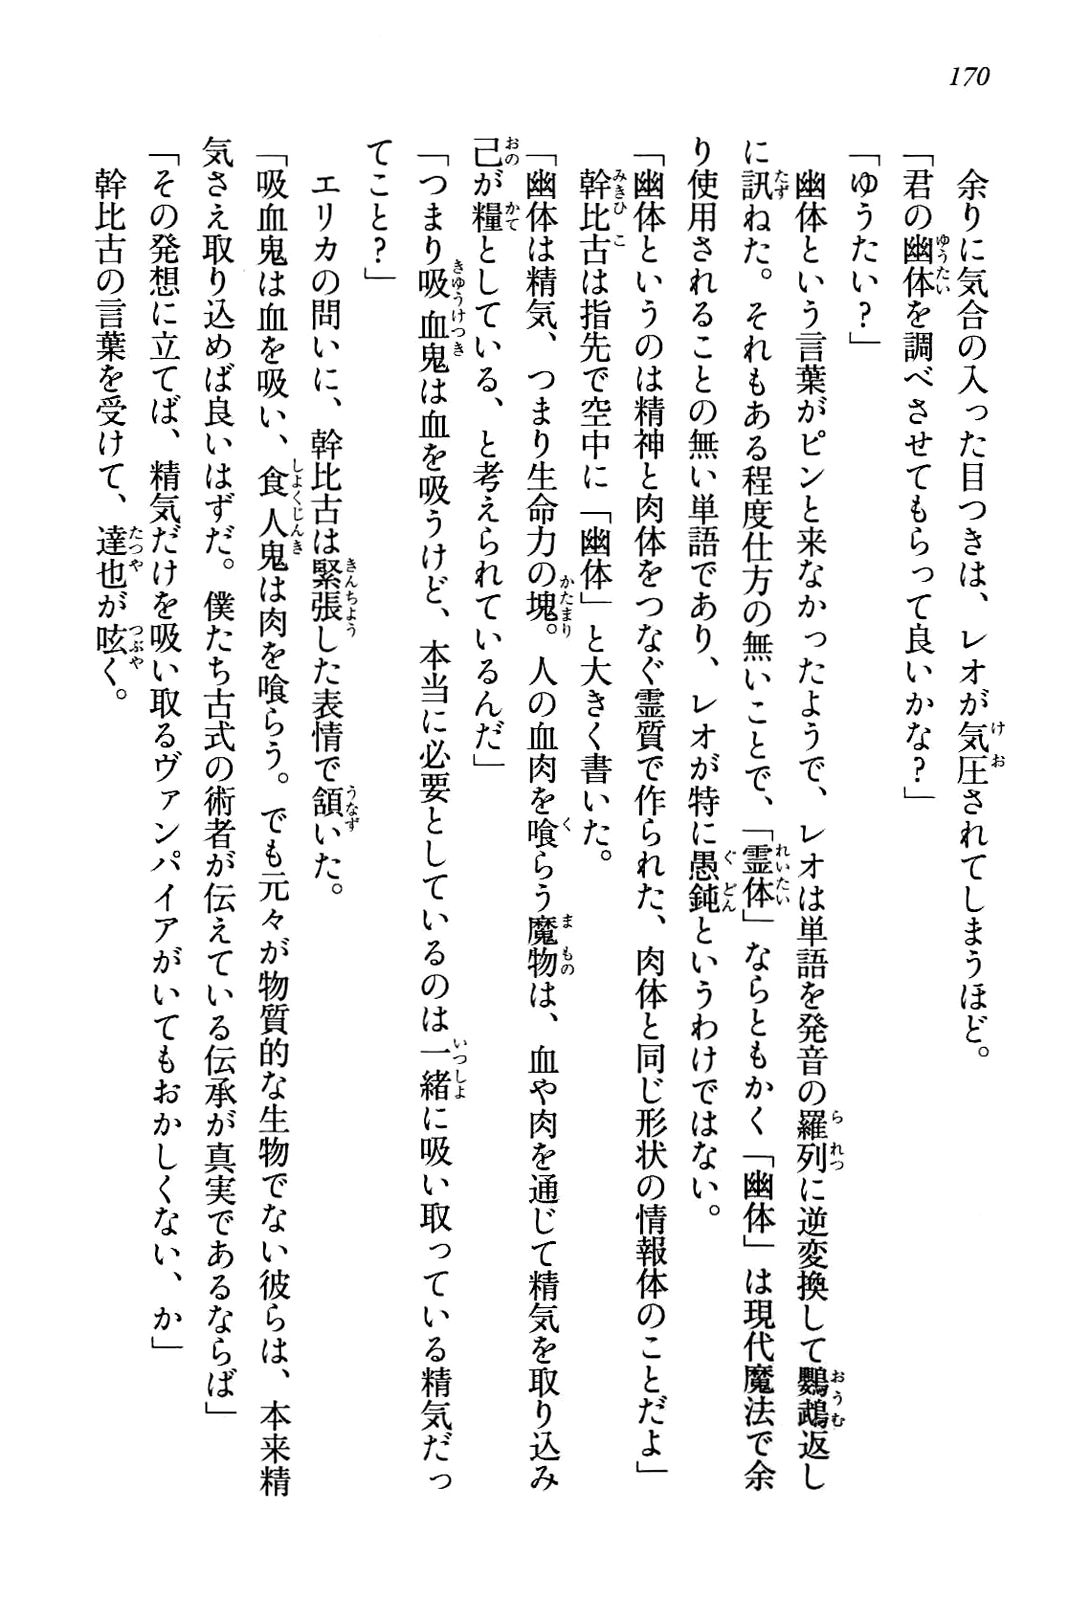 170
余りに気合の入った目つきは、レオが気圧されてしまうほど。
「君の幽体を調べさせてもらって良いかな？」
「ゆうたい？」
幽体という言葉がピンと来なかったようで、レオは単語を発音の羅列に逆変換して鸚鵡返し
に訊ねた。それもある程度仕方の無いことで、「霊体」ならともかく「幽体」は現代魔法で余
り使用されることの無い単語であり、レオが特に愚鈍というわけではない。
「幽体というのは精神と肉体をつなぐ霊質で作られた、肉体と同じ形状の情報体のことだよ」
幹比古は指先で空中に「幽体」と大きく書いた。
「幽体は精気、つまり生命力の塊。人の血肉を喰らう魔物は、血や肉を通じて精気を取り込み
己が糧としている、と考えられているんだ」
「つまり吸血鬼は血を吸うけど、本当に必要としているのは一緒に吸い取っている精気だっ
てこと？」
エリカの問いに、幹比古は緊張した表情で頷いた。
「吸血鬼は血を吸い、食人鬼は肉を喰らう。でも元々が物質的な生物でない彼らは、本来精
気さえ取り込めば良いはずだ。僕たち古式の術者が伝えている伝承が真実であるならば」
「その発想に立てば、精気だけを吸い取るヴァンパイアがいてもおかしくない、か」
幹比古の言葉を受けて、達也が呟く。